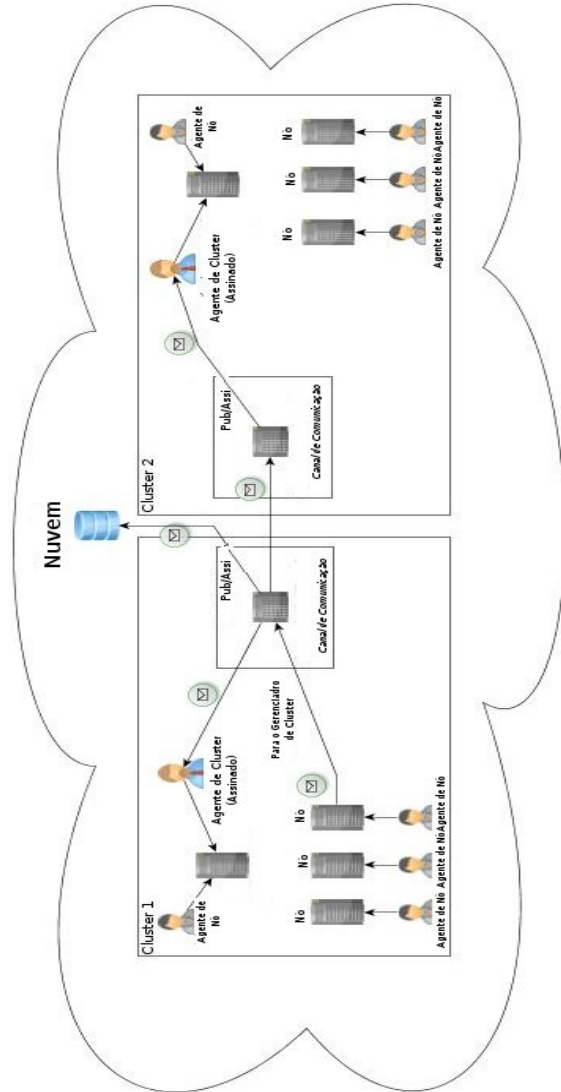 Nuvem
Cluster 1
Agente de
Nó
Agente de Cluster
(Assinado)
Pub/Assi
Canal de Comunicação
Para o Gerenciadro
de Cluster
Nó
Nó
Nó
Agente de Nó
Agente de Nó
Agente de Nó
Cluster 2
Pub/Assi
Canal de Comunicação
Agente de Cluster
(Assinado)
Agente de
Nó
Nó
Nó
Nó
Agente de Nó
Agente de Nó
Agente de Nó